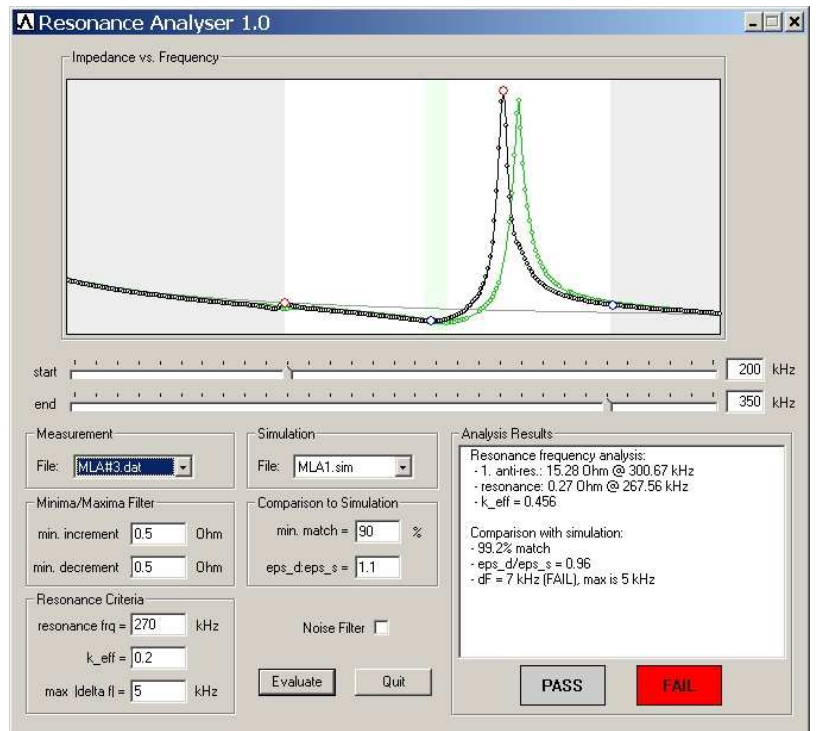 Resonance Analyser 1.0
Impedance vs. Frequency
start 200 kHz
end 350 kHz
Measurement
File: MLA#3.dat
Simulation
File: MLA1.sim
Minima/Maxima Filter
min. increment 0.5 Ohm
min. decrement 0.5 Ohm
Comparison to Simulation
min. match = 90 %
eps_d:eps_s = 1.1
Resonance Criteria
resonance frq = 270 kHz
k_eff = 0.2
max |delta f| = 5 kHz
Noise Filter
Evaluate
Quit
Analysis Results
Resonance frequency analysis:
- 1. anti-res.: 15.28 Ohm @ 300.67 kHz
- resonance: 0.27 Ohm @ 267.56 kHz
- k_eff = 0.456
Comparison with simulation:
- 99.2% match
- eps_d/eps_s = 0.96
- dF = 7 kHz (FAIL), max is 5 kHz
PASS
FAIL